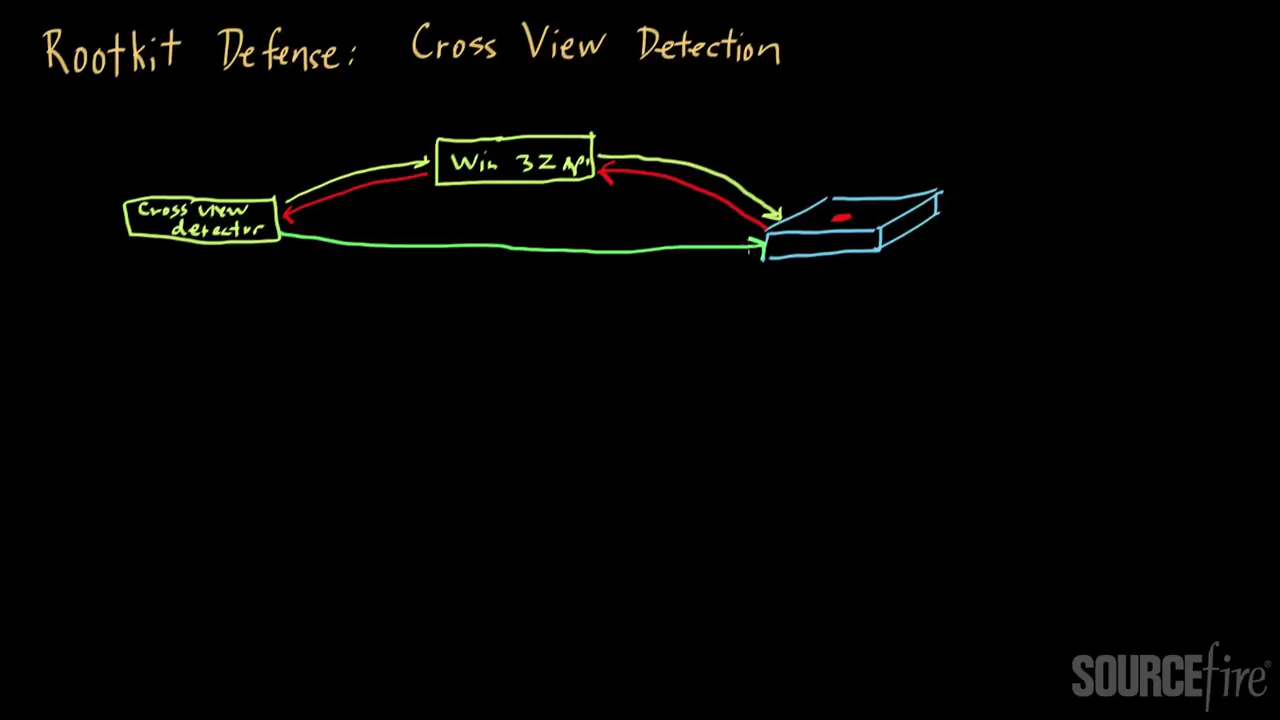 Rootkit Defense: Cross View Detection
Win 32 Api
Cross view
detector
SOURCEfire®